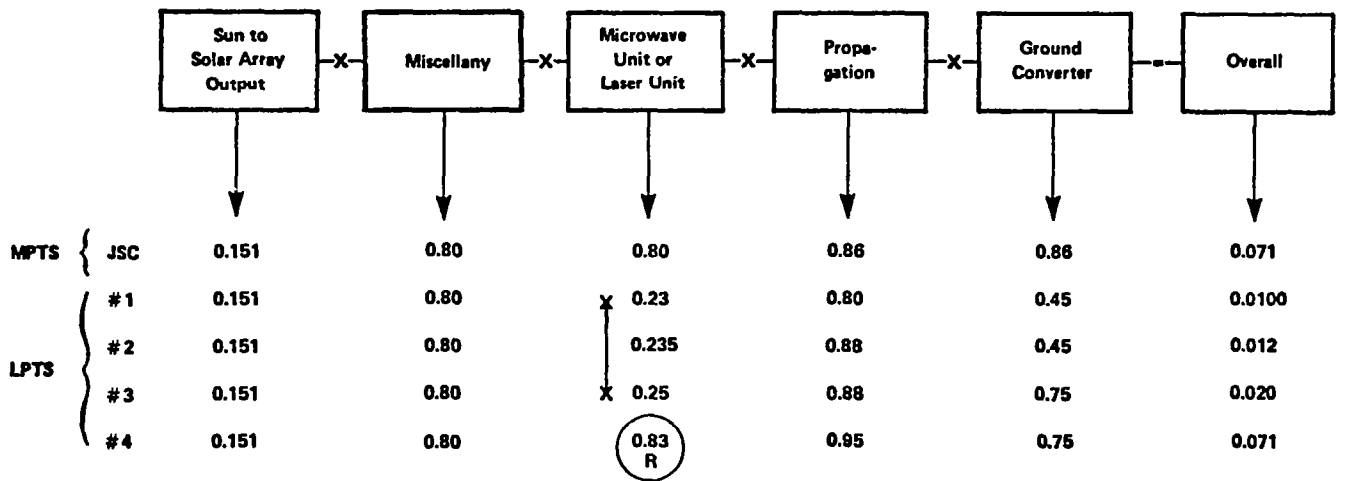 Sun to
Solar Array
Output
X
Miscellany
X
Microwave
Unit or
Laser Unit
X
Propa-
gation
X
Ground
Converter
=
Overall
MPTS { JSC 0.151 0.80 0.80 0.86 0.86 0.071
#1 0.151 0.80 X 0.23 0.80 0.45 0.0100
#2 0.151 0.80 0.235 0.88 0.45 0.012
LPTS
#3 0.151 0.80 X 0.25 0.88 0.75 0.020
#4 0.151 0.80 0.83 0.95 0.75 0.071
R